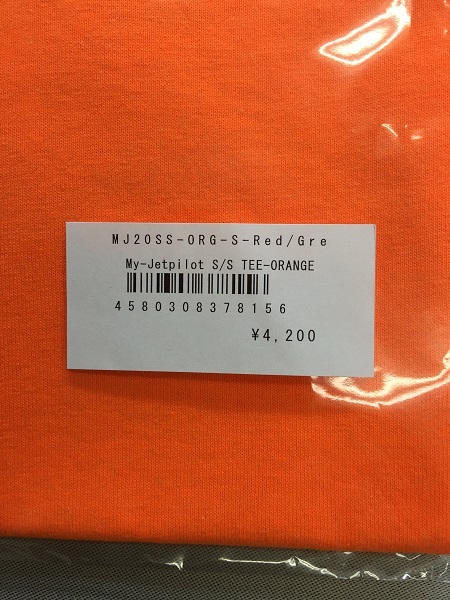 MJ20SS-ORG-S-Red/Gre
My-Jetpilot S/S TEE-ORANGE
4580308378156
¥4,200